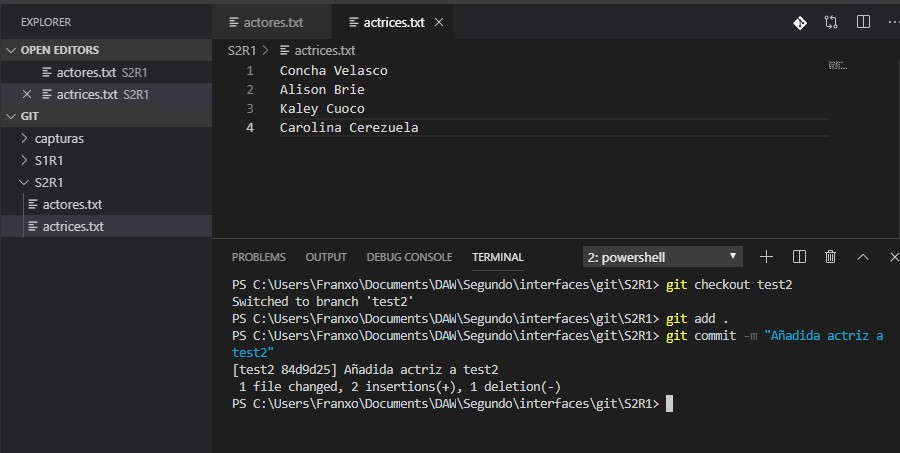 EXPLORER
OPEN EDITORS
actores.txt S2R1
actrices.txt S2R1
GIT
capturas
S1R1
S2R1
actores.txt
actrices.txt
actores.txt
actrices.txt
S2R1 > actrices.txt
1 Concha Velasco
2 Alison Brie
3 Kaley Cuoco
4 Carolina Cerezuela
PROBLEMS OUTPUT DEBUG CONSOLE TERMINAL 2: powershell
PS C:\Users\Franxo\Documents\DAW\Segundo\interfaces\git\S2R1> git checkout test2
Switched to branch 'test2'
PS C:\Users\Franxo\Documents\DAW\Segundo\interfaces\git\S2R1> git add .
PS C:\Users\Franxo\Documents\DAW\Segundo\interfaces\git\S2R1> git commit -m "Añadida actriz a
test2"
[test2 84d9d25] Añadida actriz a test2
1 file changed, 2 insertions(+), 1 deletion(-)
PS C:\Users\Franxo\Documents\DAW\Segundo\interfaces\git\S2R1>